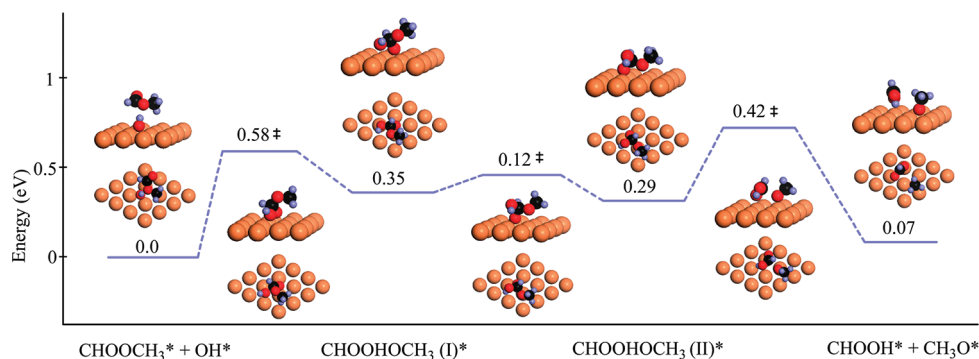 Energy (eV)
1
0.5
0
0.0
0.58 ‡
0.35
0.12 ‡
0.29
0.42 ‡
0.07
CHOOCH₃* + OH*
CHOOHOCH₃ (I)*
CHOOHOCH₃ (II)*
CHOOH* + CH₃O*